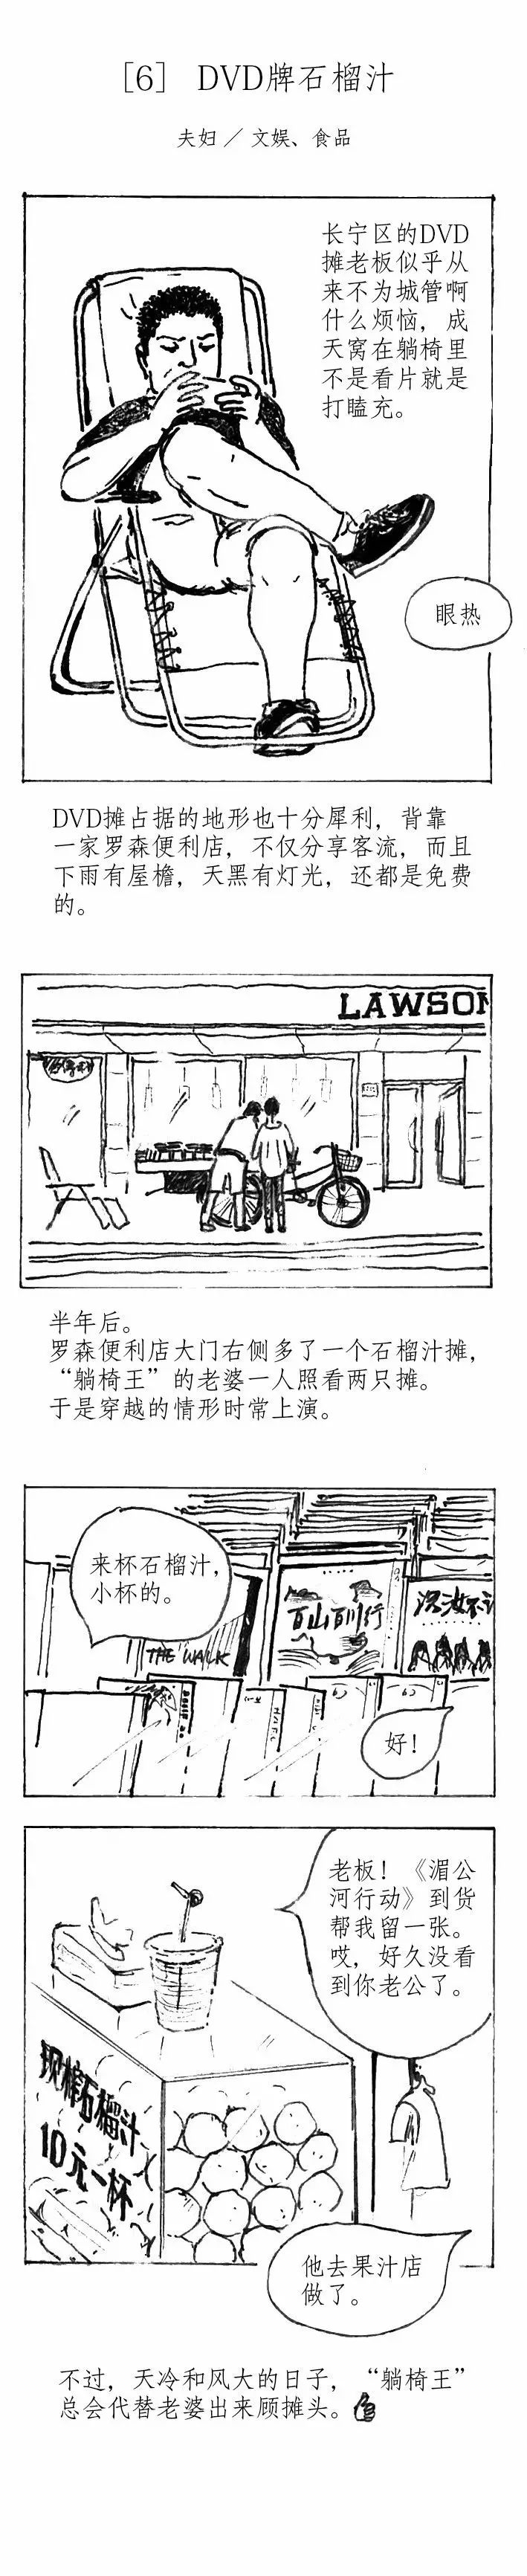 [6] DVD牌石榴汁
夫妇／文娱、食品
长宁区的DVD
摊老板似乎从
来不为城管啊
什么烦恼，成
天窝在躺椅里
不是看片就是
打瞌充。
眼热
DVD摊占据的地形也十分犀利，背靠
一家罗森便利店，不仅分享客流，而且
下雨有屋檐，天黑有灯光，还都是免费
的。
LAWSON
半年后。
罗森便利店大门右侧多了一个石榴汁摊，
“躺椅王”的老婆一人照看两只摊。
于是穿越的情形时常上演。
来杯石榴汁，
小杯的。
THE WALK
百山百川行
好！
老板！《湄公
河行动》到货
帮我留一张。
哎，好久没看
到你老公了。
现榨石榴汁
10元一杯
他去果汁店
做了。
不过，天冷和风大的日子，“躺椅王”
总会代替老婆出来顾摊头。